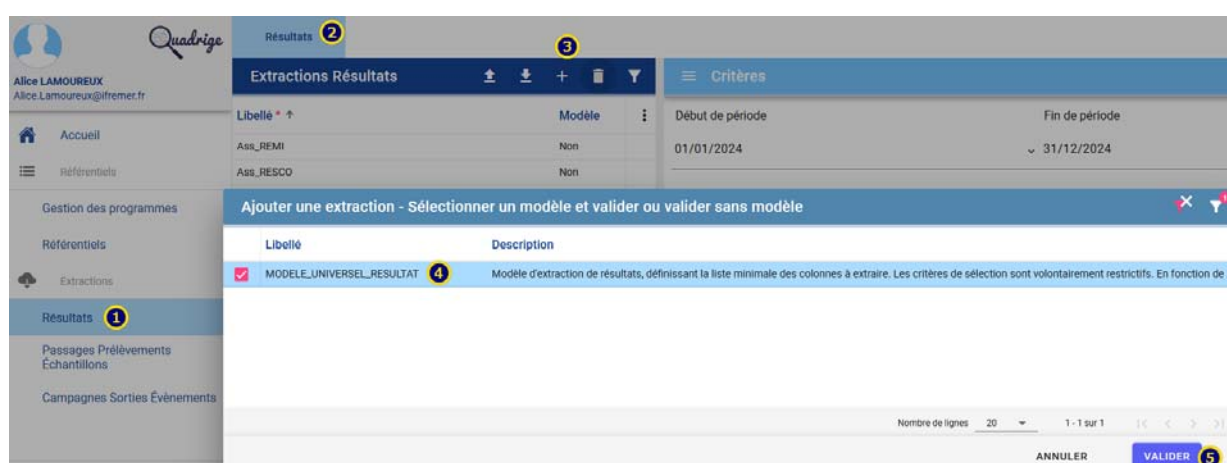 Quadrige
Résultats 2
3
Alice LAMOUREUX
Alice.Lamoureux@ifremer.fr
Extractions Résultats
Critères
Libellé * ↑ Modèle
Début de période Fin de période
Accueil
Ass_REMI Non
01/01/2024 31/12/2024
Référentiels
Ass_RESCO Non
Gestion des programmes
Ajouter une extraction - Sélectionner un modèle et valider ou valider sans modèle
Référentiels
Libellé Description
Extractions
MODELE_UNIVERSEL_RESULTAT 4 Modèle d'extraction de résultats, définissant la liste minimale des colonnes à extraire. Les critères de sélection sont volontairement restrictifs. En fonction de
Résultats 1
Passages Prélèvements
Échantillons
Campagnes Sorties Évènements
Nombre de lignes 20 1 - 1 sur 1
ANNULER VALIDER 5